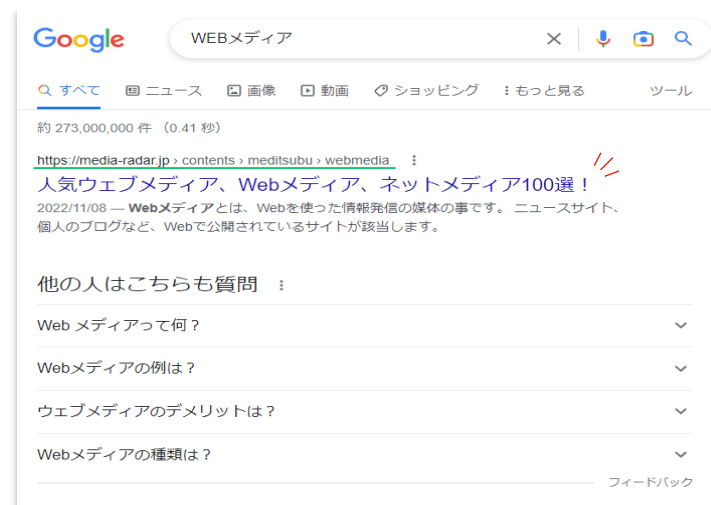 Google
WEBメディア
すべて ニュース 画像 動画 ショッピング もっと見る ツール
約 273,000,000 件 （0.41 秒）
https://media-radar.jp › contents › meditsubu › webmedia
人気ウェブメディア、Webメディア、ネットメディア100選！
2022/11/08 — Webメディアとは、Webを使った情報発信の媒体の事です。 ニュースサイト、
個人のブログなど、Webで公開されているサイトが該当します。
他の人はこちらも質問
Web メディアって何？
Webメディアの例は？
ウェブメディアのデメリットは？
Webメディアの種類は？
フィードバック